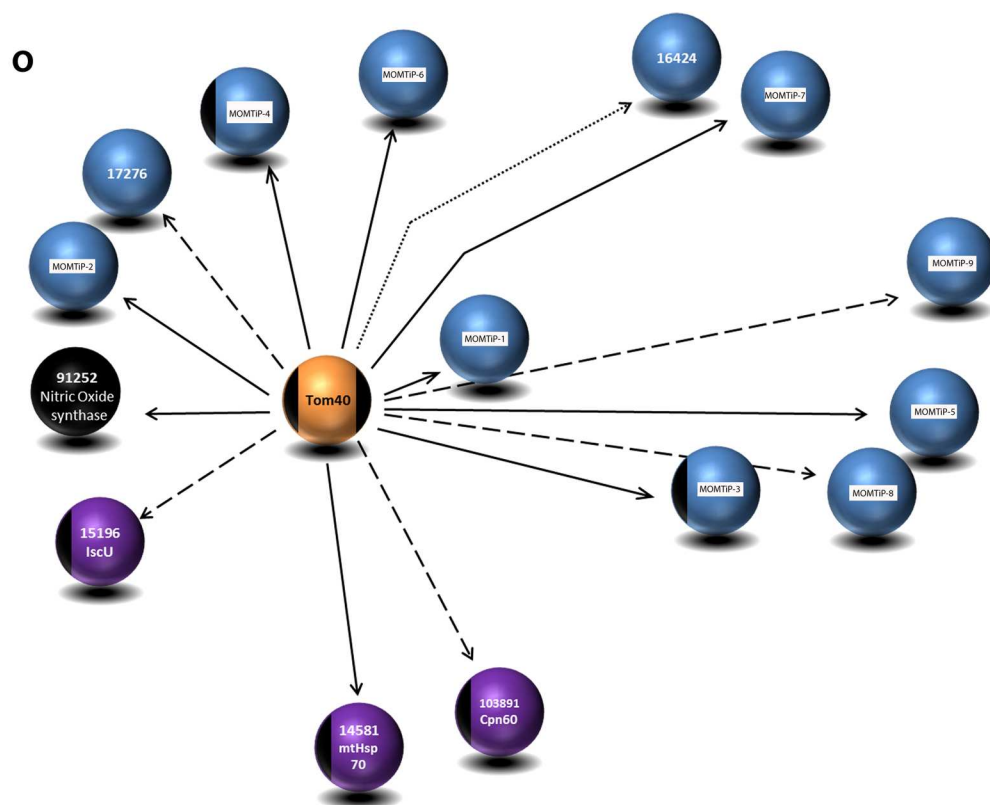 O
MOMTiP-6
16424
MOMTiP-7
MOMTiP-4
17276
MOMTiP-2
MOMTiP-9
MOMTiP-1
91252
Nitric Oxide
synthase
Tom40
MOMTiP-5
MOMTiP-3
MOMTiP-8
15196
IscU
103891
Cpn60
14581
mtHsp
70